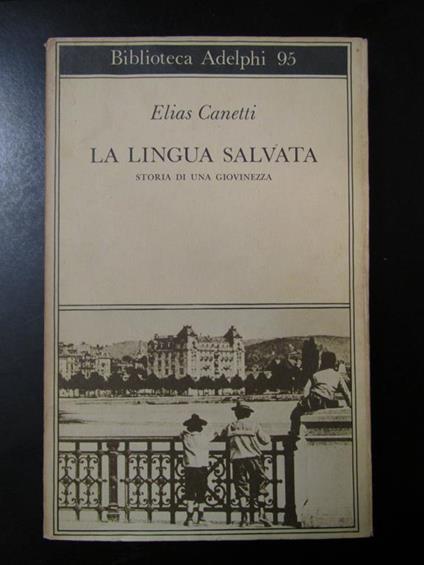 Biblioteca Adelphi 95
Elias Canetti
LA LINGUA SALVATA
STORIA DI UNA GIOVINEZZA